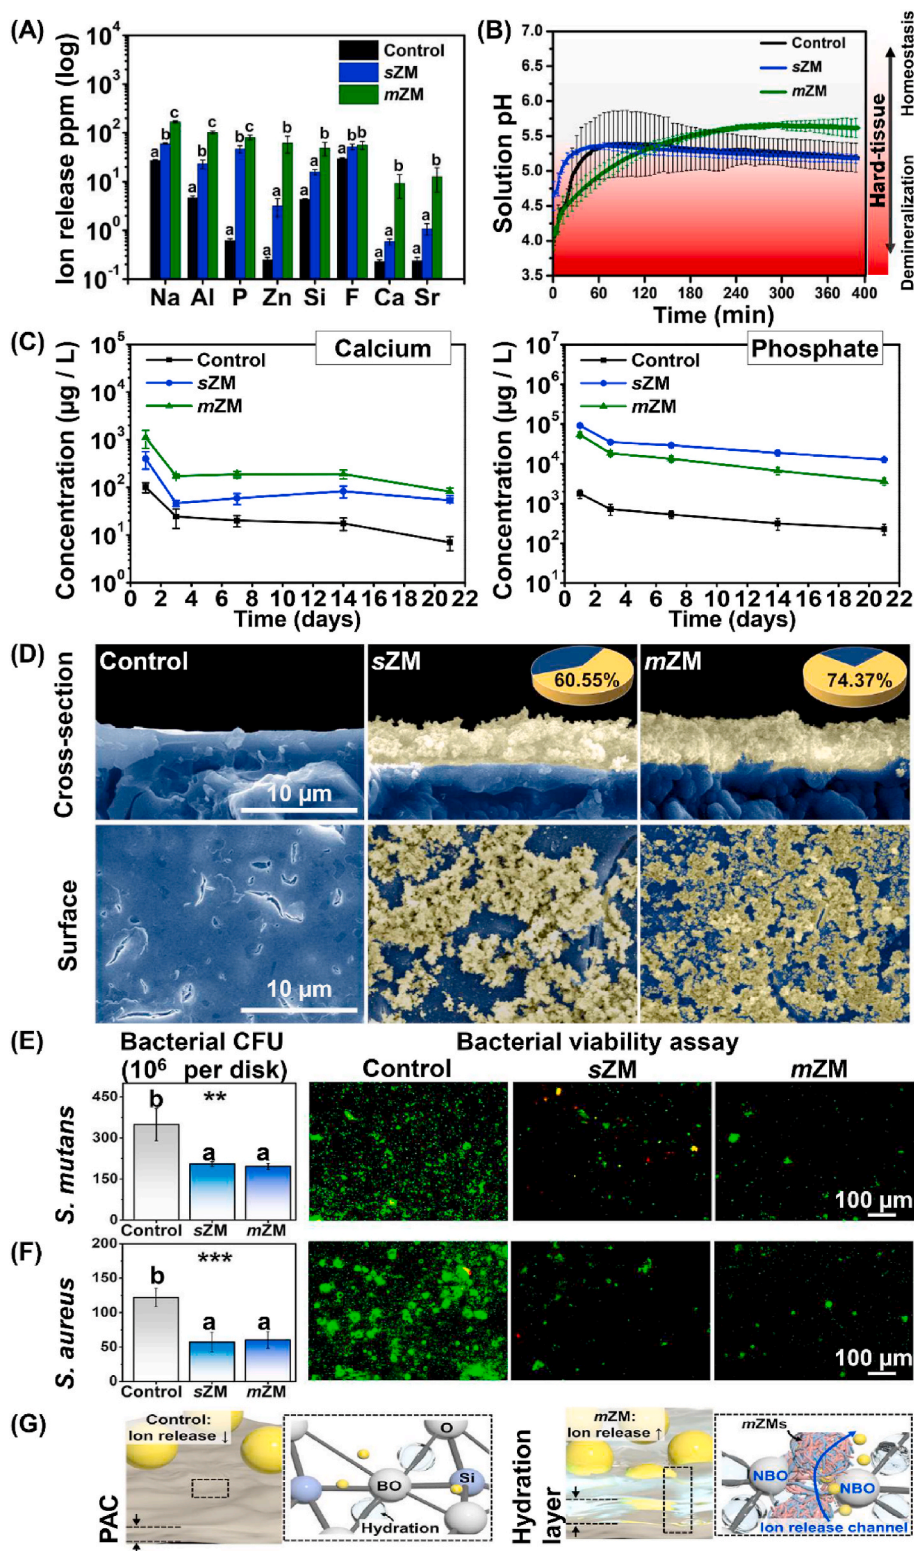 (A)
Ion release ppm (log)
10⁴
10³
10²
10¹
10⁰
10⁻¹
Control
sZM
mZM
a b c
a b c
a b c
a a b
a a b
a b b
a a b
a a b
Na Al P Zn Si F Ca Sr
(B)
Solution pH
7.0
6.5
6.0
5.5
5.0
4.5
4.0
3.5
Control
sZM
mZM
0 60 120 180 240 300 360 400
Time (min)
Hard-tissue
Demineralization Homeostasis
(C)
Concentration (μg / L)
10⁵
10⁴
10³
10²
10¹
10⁰
Control
sZM
mZM
Calcium
0 2 4 6 8 10 12 14 16 18 20 22
Time (days)
Concentration (μg / L)
10⁷
10⁶
10⁵
10⁴
10³
10²
10¹
Control
sZM
mZM
Phosphate
0 2 4 6 8 10 12 14 16 18 20 22
Time (days)
(D)
Cross-section
Control
10 μm
sZM
60.55%
mZM
74.37%
Surface
10 μm
(E)
Bacterial CFU
(10⁶ per disk)
Bacterial viability assay
Control sZM mZM
S. mutans
450
300
150
0
b
**
a a
Control sZM mZM
100 μm
(F)
S. aureus
200
150
100
50
0
b
***
a a
Control sZM mZM
100 μm
(G)
PAC
Control:
Ion release ↓
O
BO
Si
Hydration
Hydration
layer
mZM:
Ion release ↑
mZMs
NBO
NBO
Ion release channel